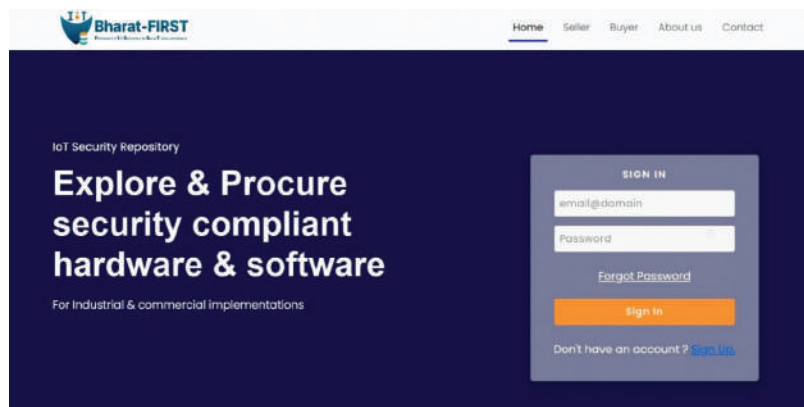 Bharat-FIRST
Home Seller Buyer About us Contact
IoT Security Repository
Explore & Procure
security compliant
hardware & software
For Industrial & commercial implementations
SIGN IN
email@domain
Password
Forgot Password
Sign In
Don't have an account ? Sign Up.